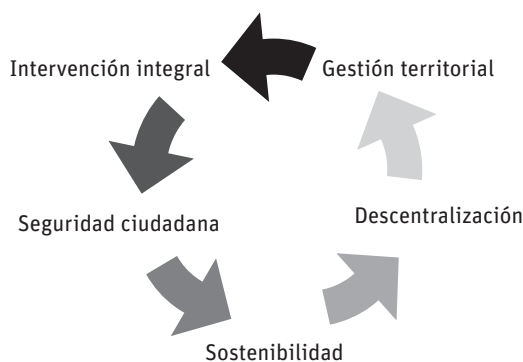 Intervención integral
Gestión territorial
Seguridad ciudadana
Descentralización
Sostenibilidad